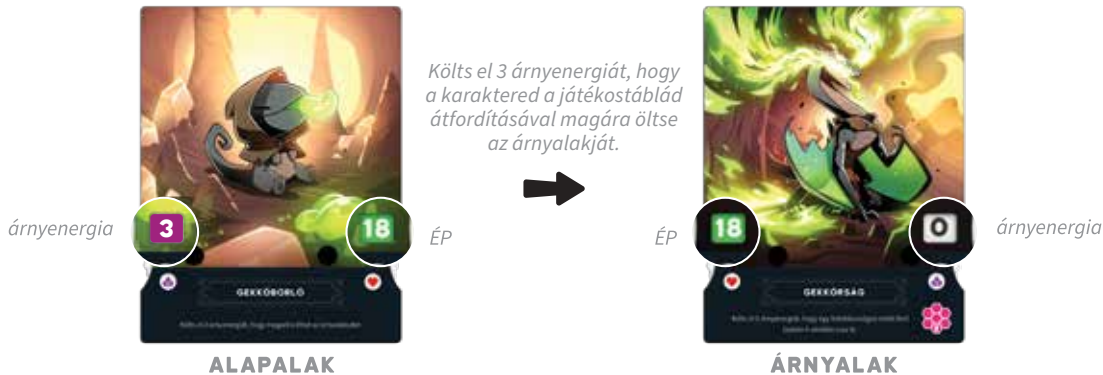 Költs el 3 árnyenergiát, hogy
a karaktered a játékostáblád
átfordításával magára öltse
az árnyalakját.
árnyenergia
3
18
ÉP
ÉP
18
0
árnyenergia
GEKKÓBORLÓ
GEKKÓRSÁG
ALAPALAK
ÁRNYALAK